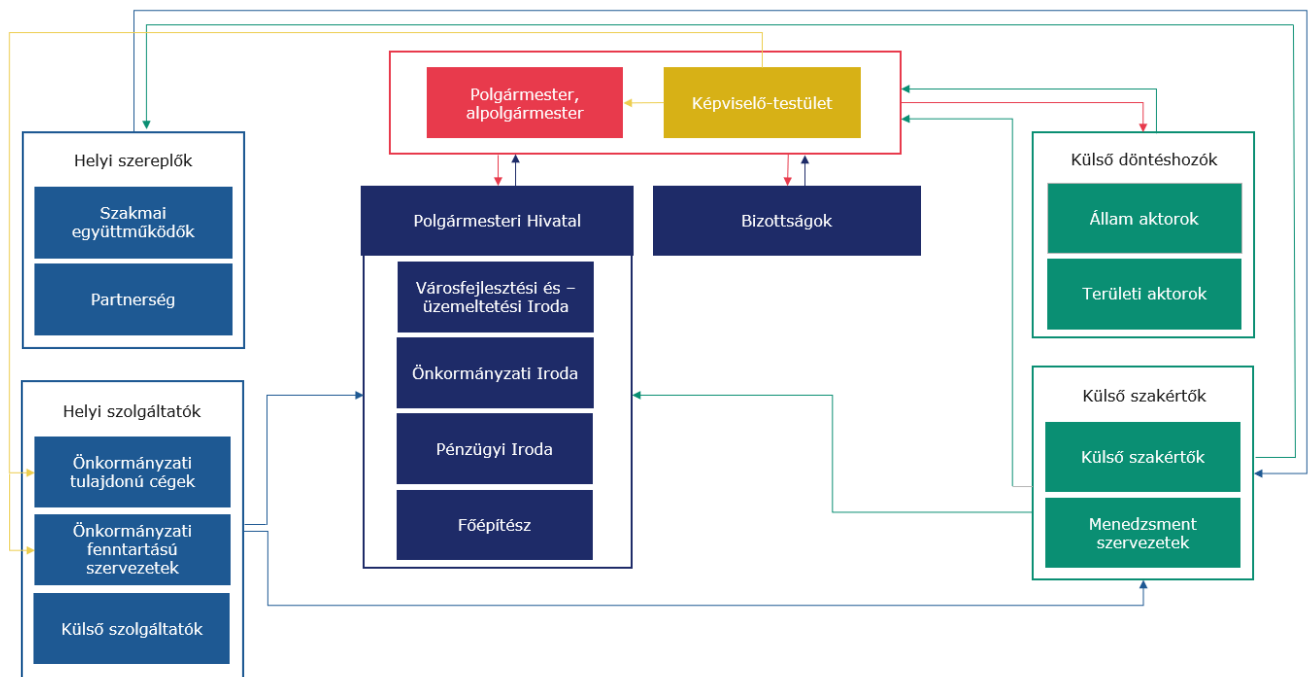 Polgármester,
alpolgármester
Képviselő-testület
Helyi szereplők
Szakmai
együttműködők
Partnerség
Polgármesteri Hivatal
Bizottságok
Városfejlesztési és –
üzemeltetési Iroda
Önkormányzati Iroda
Pénzügyi Iroda
Főépítész
Külső döntéshozók
Állam aktorok
Területi aktorok
Helyi szolgáltatók
Önkormányzati
tulajdonú cégek
Önkormányzati
fenntartású
szervezetek
Külső szolgáltatók
Külső szakértők
Külső szakértők
Menedzsment
szervezetek